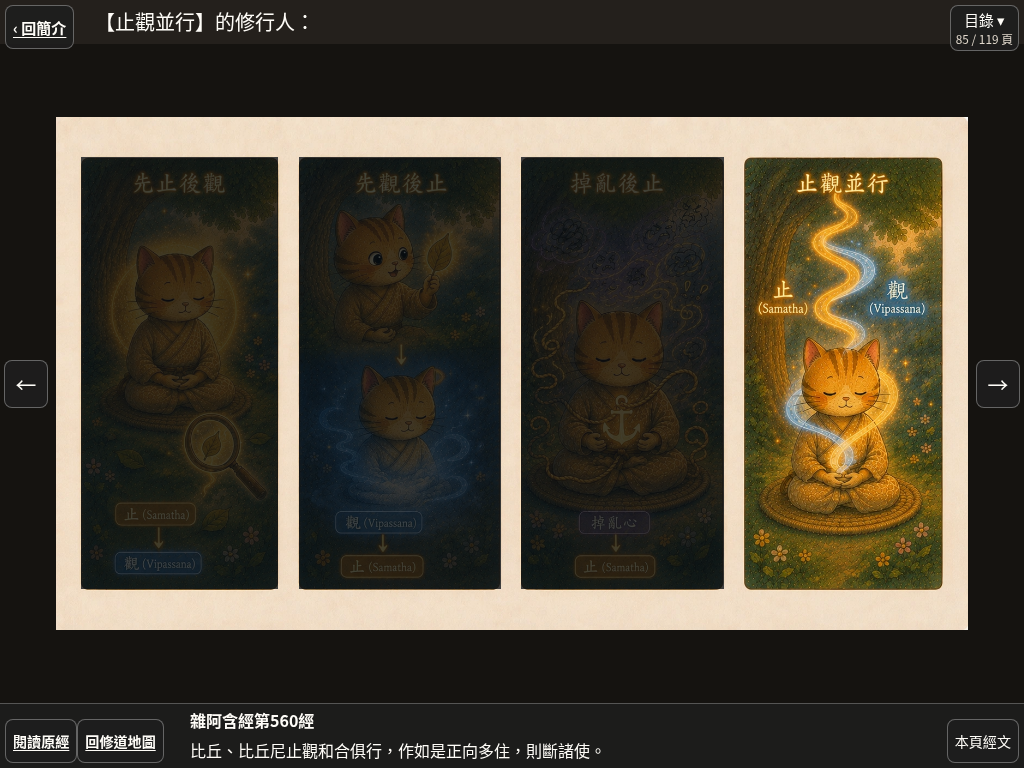 ‹ 回簡介
【止觀並行】的修行人：
目錄 ▾
85 / 119 頁
先止後觀
止 (Samatha)
觀 (Vipassana)
先觀後止
觀 (Vipassana)
止 (Samatha)
掉亂後止
掉亂心
止 (Samatha)
止觀並行
止
(Samatha)
觀
(Vipassana)
←
→
閱讀原經
回修道地圖
雜阿含經第560經
比丘、比丘尼止觀和合俱行，作如是正向多住，則斷諸使。
本頁經文